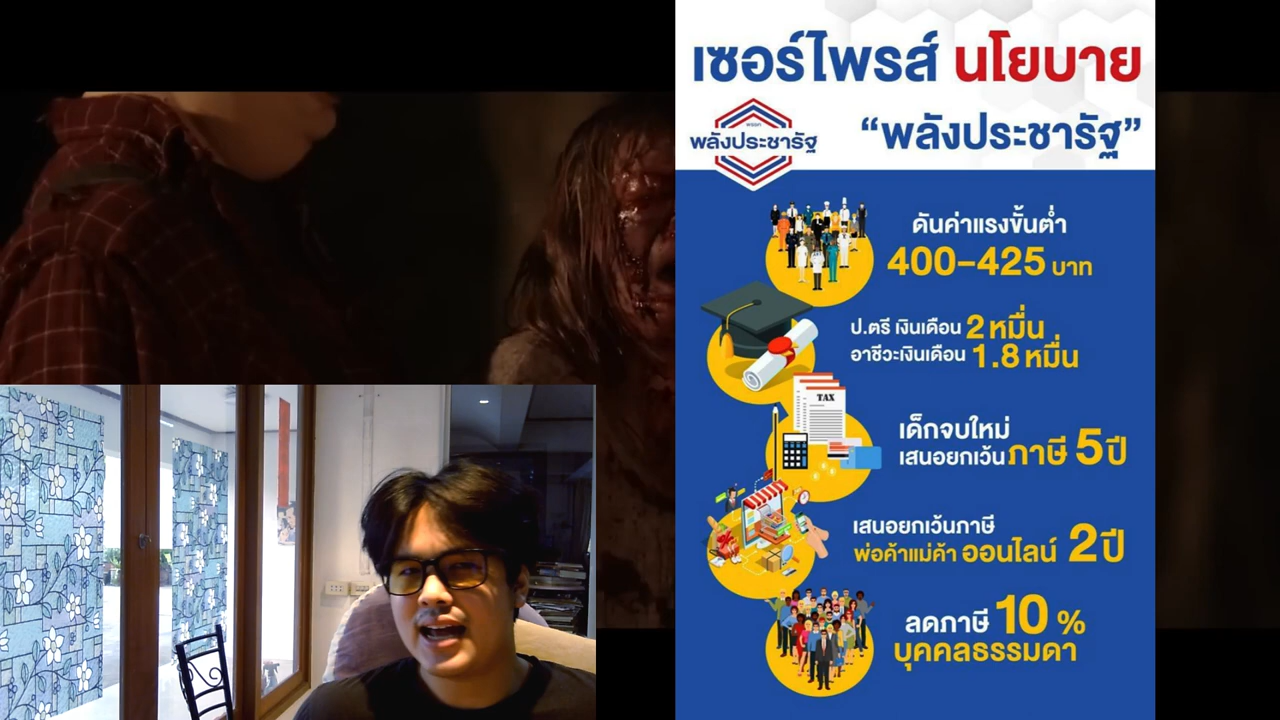 เซอร์ไพรส์ นโยบาย
พปชร
พลังประชารัฐ
“พลังประชารัฐ”
ดันค่าแรงขั้นต่ำ
400-425 บาท
ป.ตรี เงินเดือน 2 หมื่น
อาชีวะเงินเดือน 1.8 หมื่น
TAX
เด็กจบใหม่
เสนอยกเว้นภาษี 5 ปี
เสนอยกเว้นภาษี
พ่อค้าแม่ค้า ออนไลน์ 2 ปี
ลดภาษี 10 %
บุคคลธรรมดา